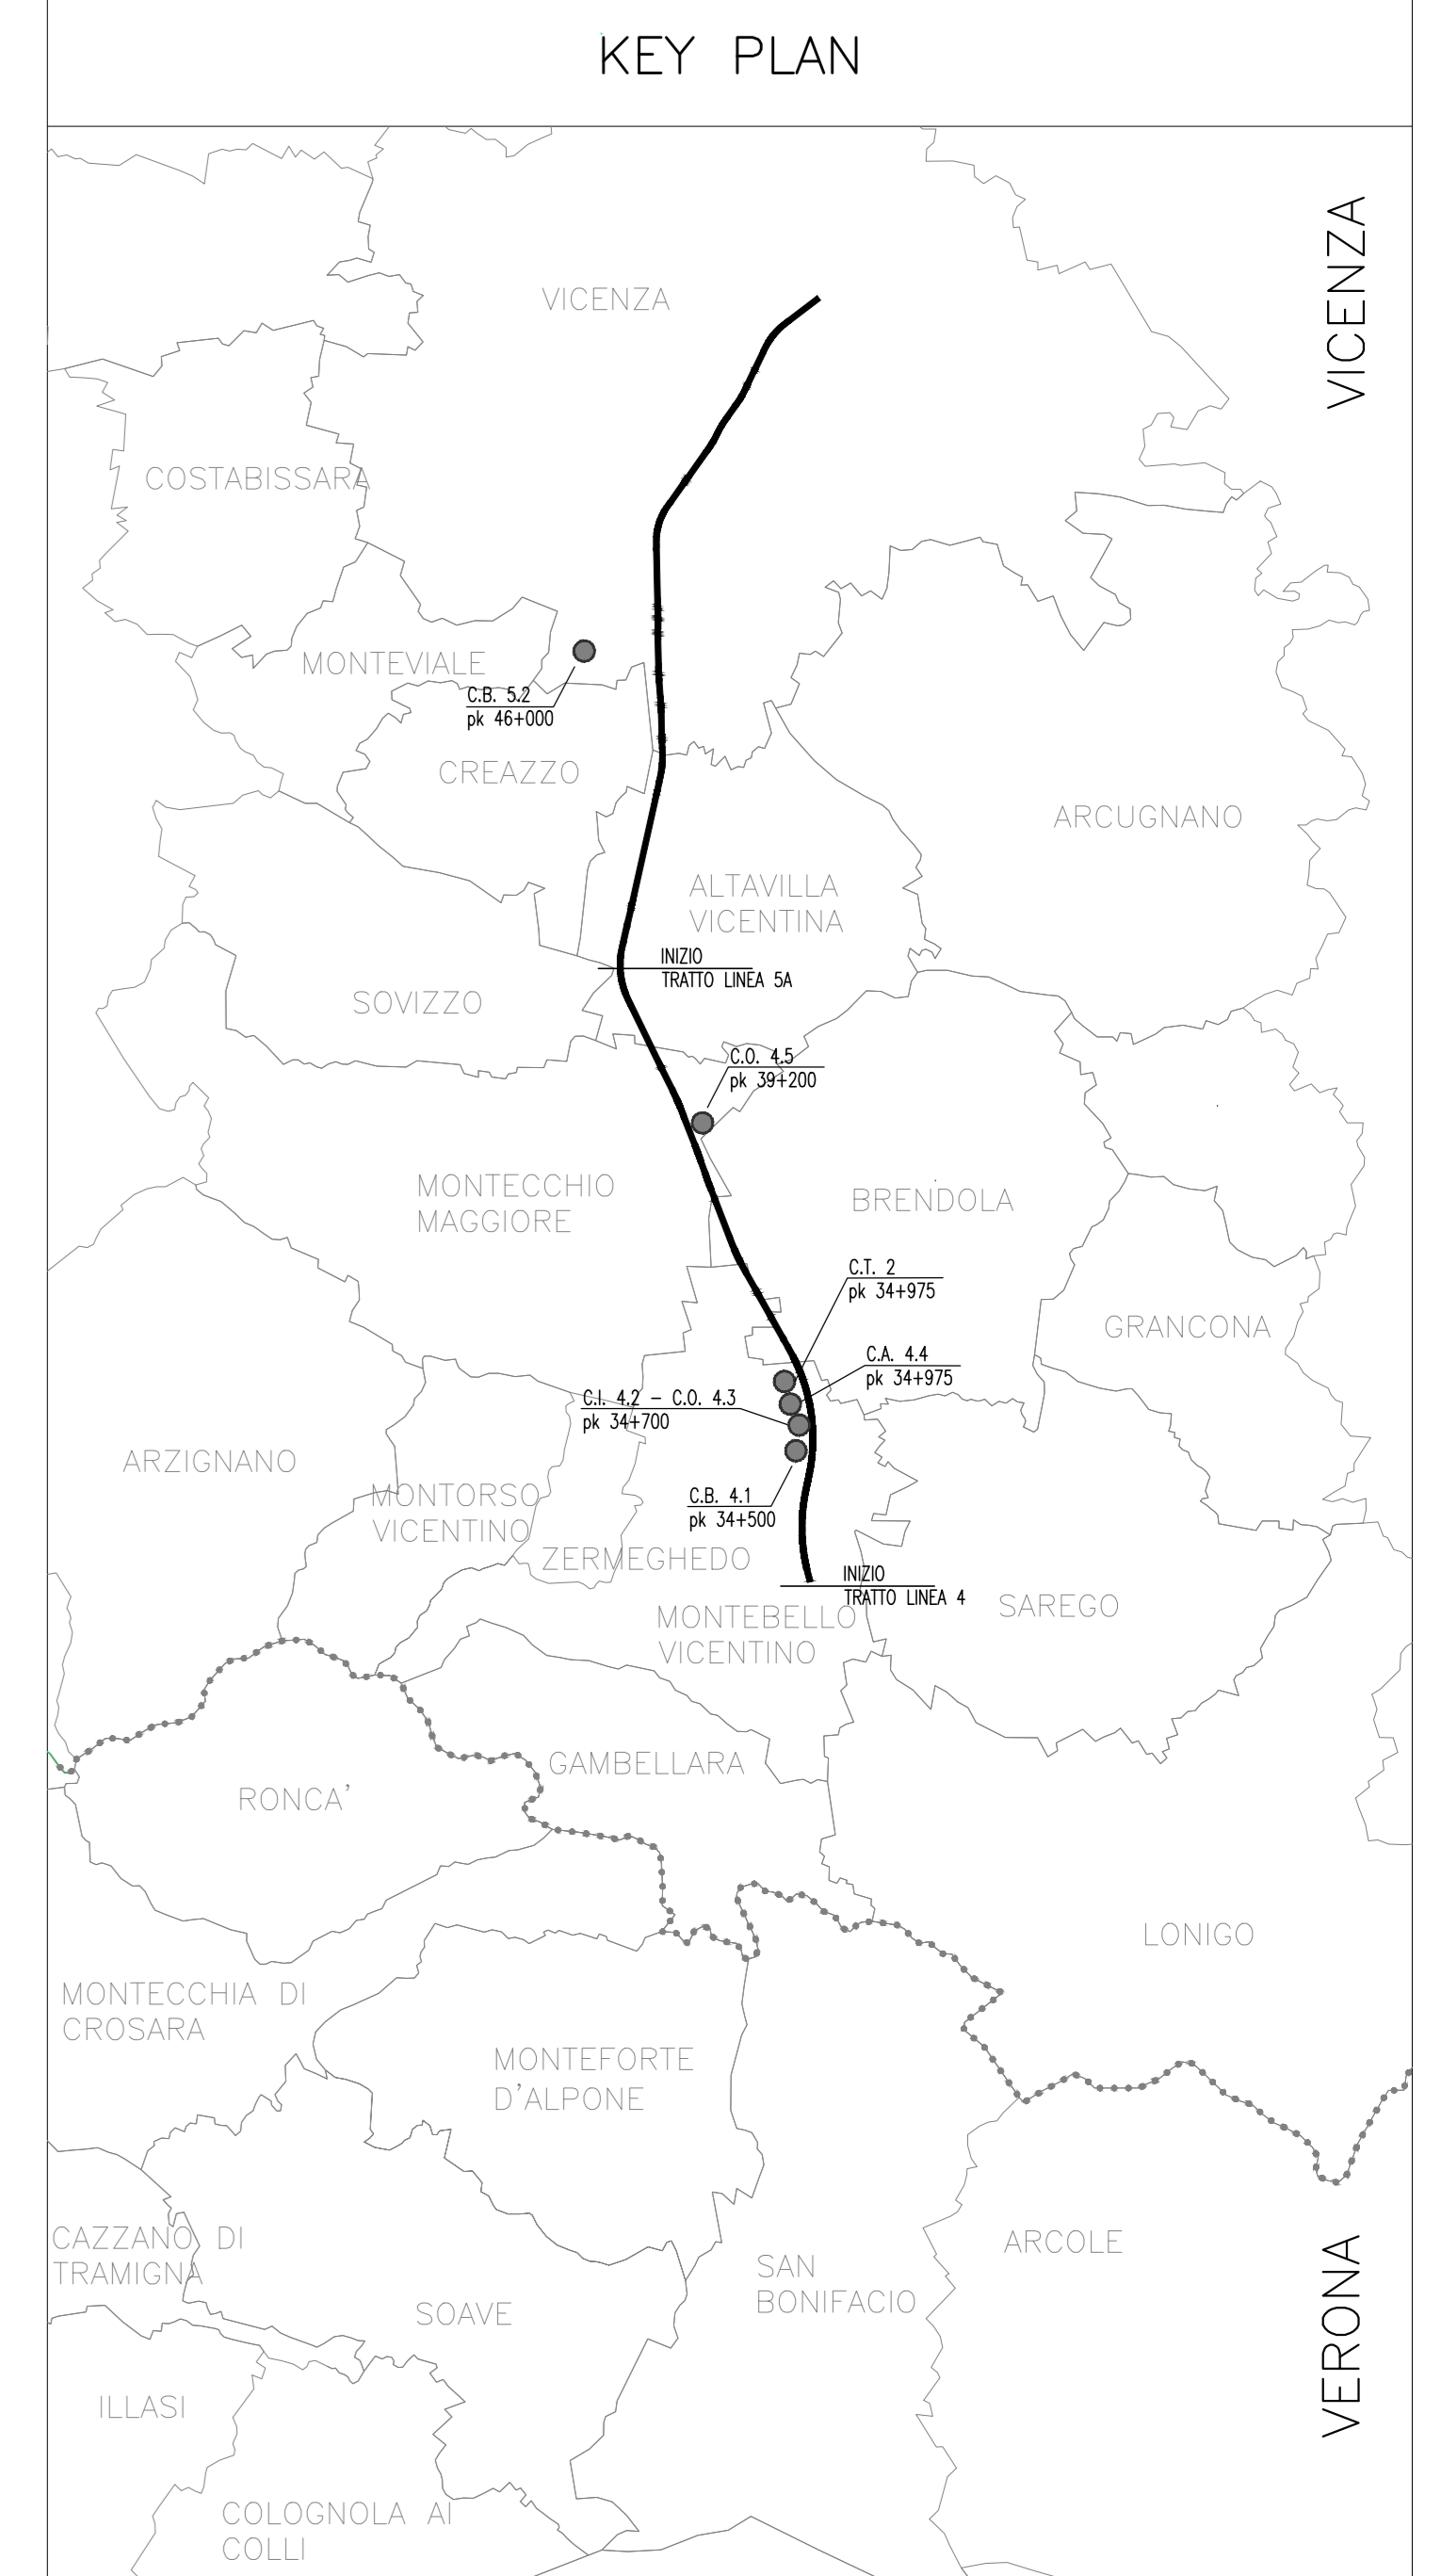 KEY PLAN
VICENZA
VICENZA
COSTABISSARA
MONTEVIALE
C.B. 5.2
pk 46+000
CREAZZO
ARCUGNANO
ALTAVILLA
VICENTINA
INIZIO
TRATTO LINEA 5A
SOVIZZO
C.O. 4.5
pk 39+200
MONTECCHIO
MAGGIORE
BRENDOLA
C.T. 2
pk 34+975
GRANCONA
C.A. 4.4
pk 34+975
C.I. 4.2 – C.O. 4.3
pk 34+700
ARZIGNANO
MONTORSO
VICENTINO
C.B. 4.1
pk 34+500
ZERMEGHEDO
INIZIO
TRATTO LINEA 4
SAREGO
MONTEBELLO
VICENTINO
GAMBELLARA
RONCA'
LONIGO
MONTECCHIA DI
CROSARA
MONTEFORTE
D'ALPONE
CAZZANO DI
TRAMIGNA
ARCOLE
SAN
BONIFACIO
SOAVE
VERONA
ILLASI
COLOGNOLA AI
COLLI